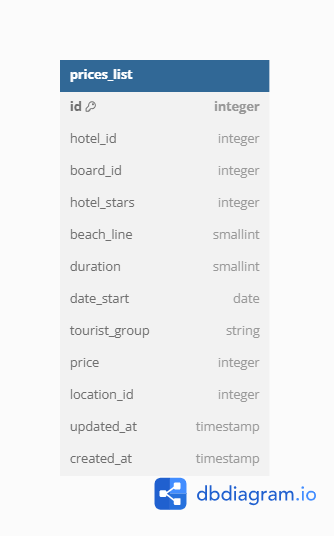 prices_list
id integer
hotel_id integer
board_id integer
hotel_stars integer
beach_line smallint
duration smallint
date_start date
tourist_group string
price integer
location_id integer
updated_at timestamp
created_at timestamp
dbdiagram.io